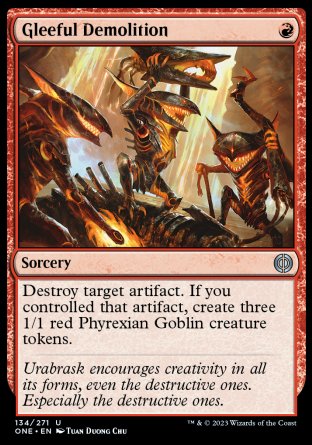 Gleeful Demolition
Sorcery
Destroy target artifact. If you
controlled that artifact, create three
1/1 red Phyrexian Goblin creature
tokens.
Urabrask encourages creativity in all
its forms, even the destructive ones.
Especially the destructive ones.
134/271 U
ONE • EN Tuan Duong Chu
™ & © 2023 Wizards of the Coast